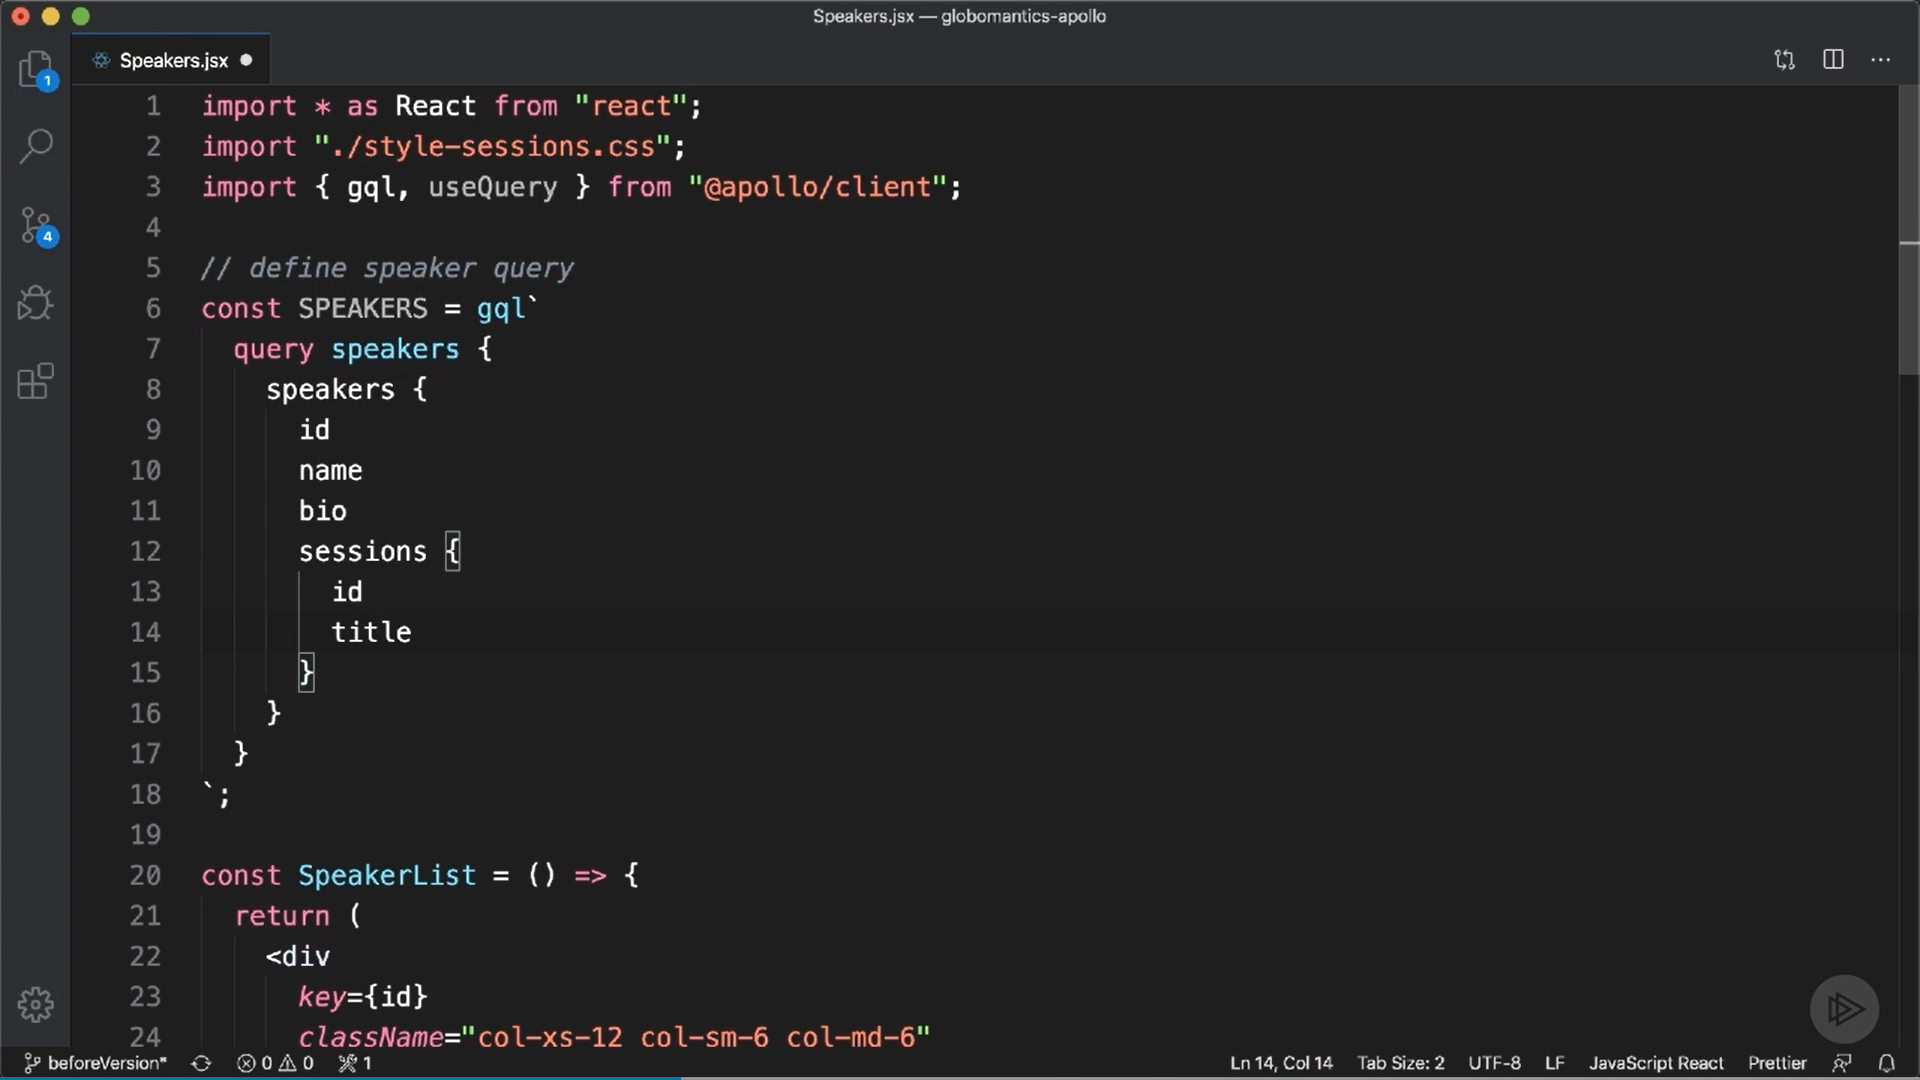 Speakers.jsx — globomantics-apollo
1
Speakers.jsx
4
1 import * as React from "react";
2 import "./style-sessions.css";
3 import { gql, useQuery } from "@apollo/client";
4
5 // define speaker query
6 const SPEAKERS = gql`
7 query speakers {
8 speakers {
9 id
10 name
11 bio
12 sessions {
13 id
14 title
15 }
16 }
17 }
18 `;
19
20 const SpeakerList = () => {
21 return (
22 <div
23 key={id}
24 className="col-xs-12 col-sm-6 col-md-6"
beforeVersion* 0 0 1 Ln 14, Col 14 Tab Size: 2 UTF-8 LF JavaScript React Prettier